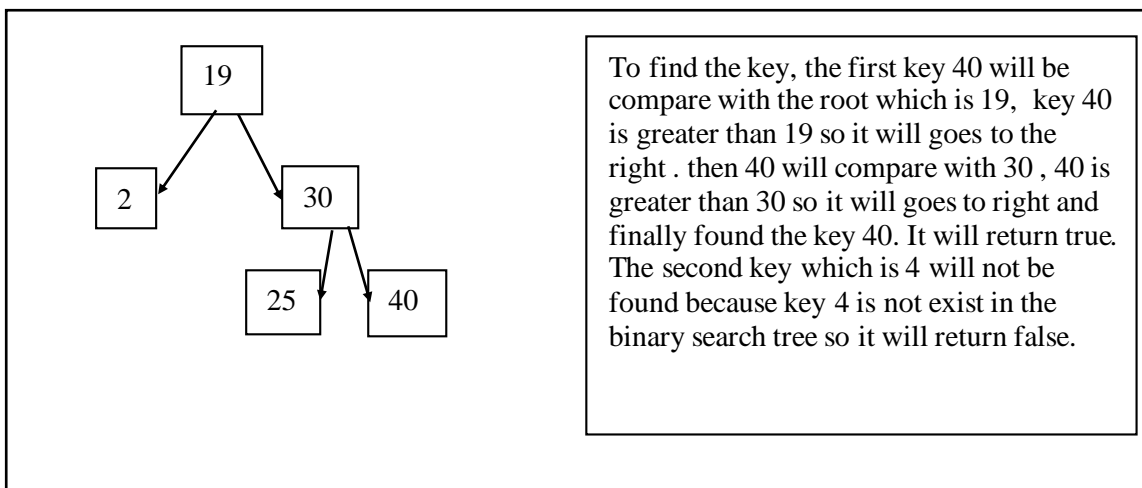 19
2
30
25
40
To find the key, the first key 40 will be
compare with the root which is 19, key 40
is greater than 19 so it will goes to the
right . then 40 will compare with 30 , 40 is
greater than 30 so it will goes to right and
finally found the key 40. It will return true.
The second key which is 4 will not be
found because key 4 is not exist in the
binary search tree so it will return false.